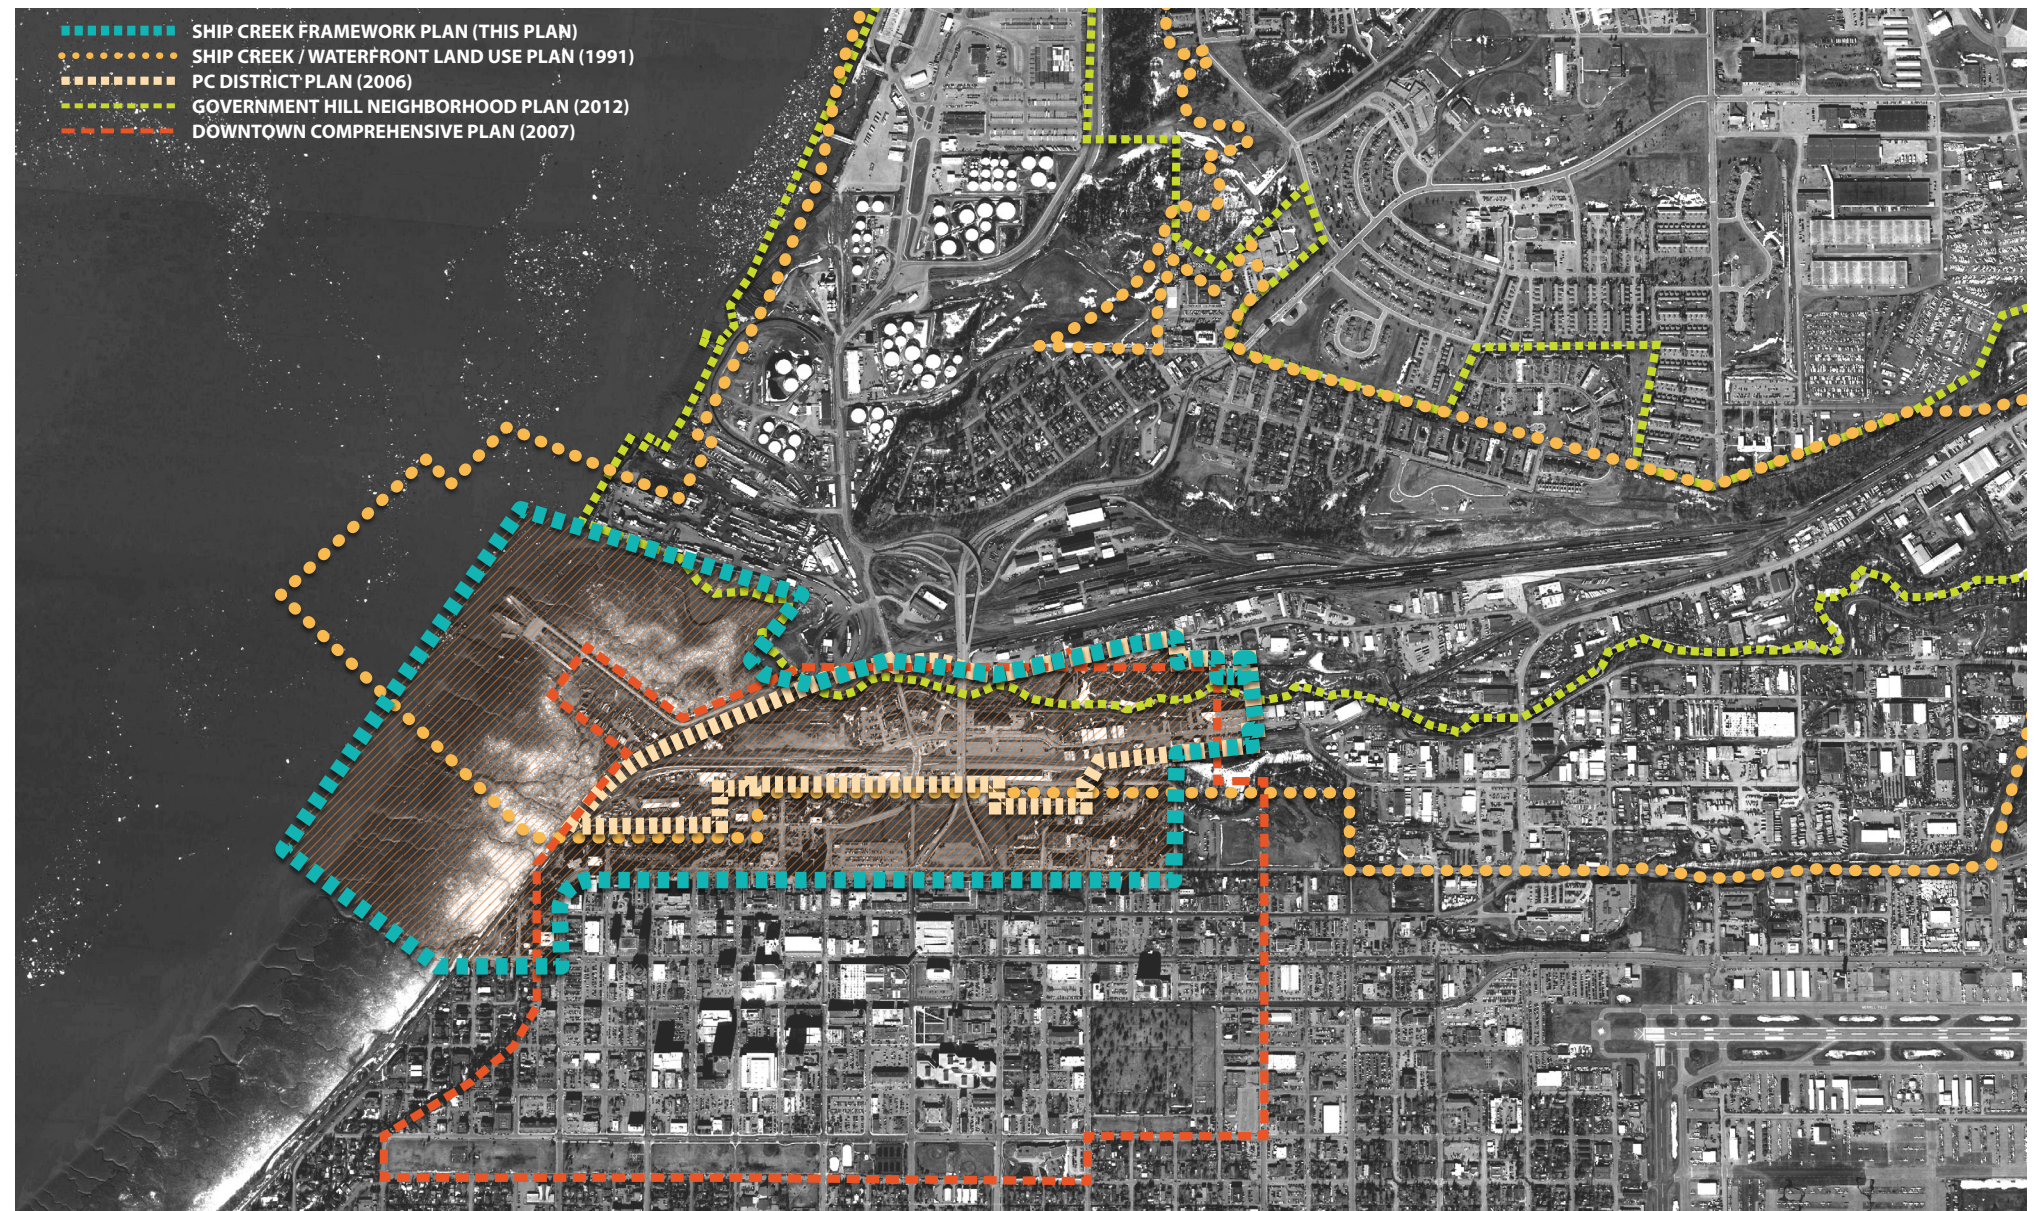 SHIP CREEK FRAMEWORK PLAN (THIS PLAN)
SHIP CREEK / WATERFRONT LAND USE PLAN (1991)
PC DISTRICT PLAN (2006)
GOVERNMENT HILL NEIGHBORHOOD PLAN (2012)
DOWNTOWN COMPREHENSIVE PLAN (2007)